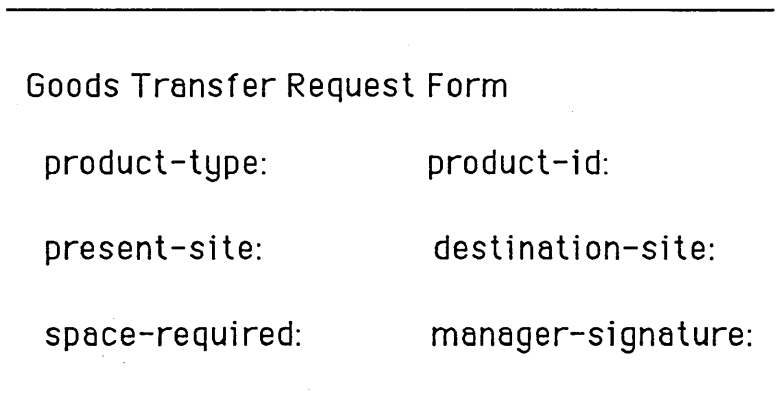 Goods Transfer Request Form
product-type: product-id:
present-site: destination-site:
space-required: manager-signature: